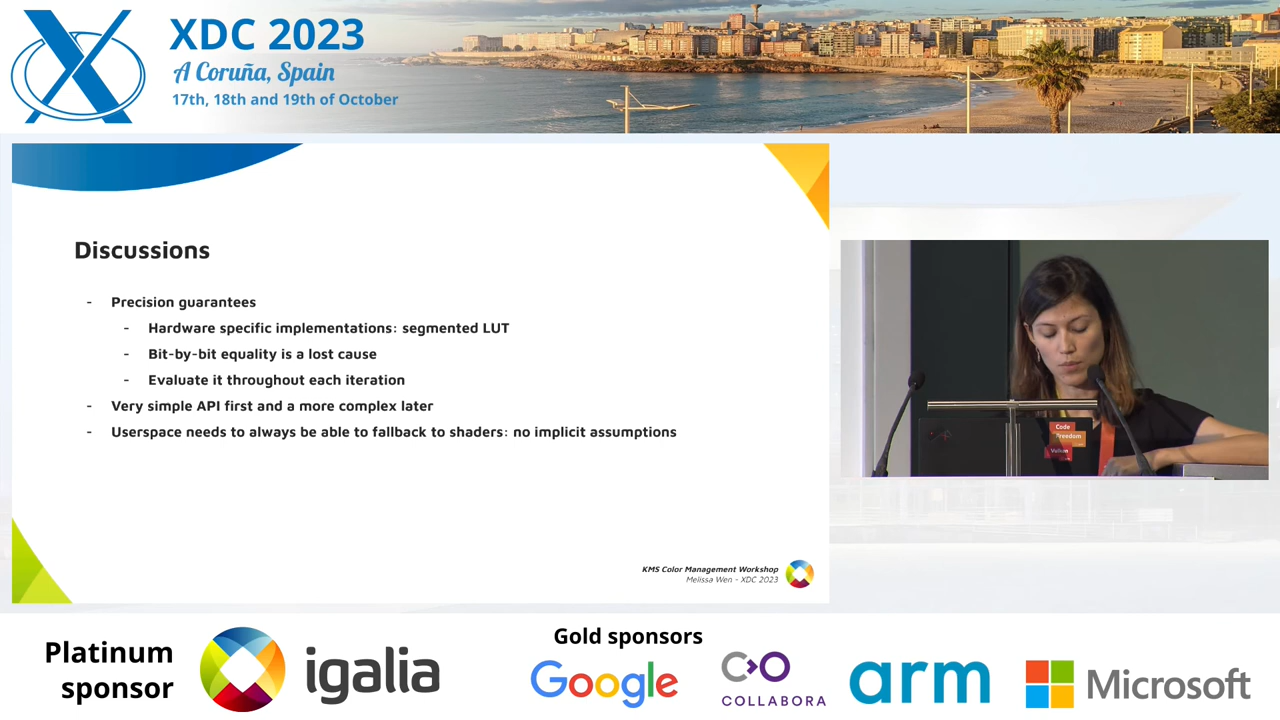 XDC 2023
A Coruña, Spain
17th, 18th and 19th of October
Discussions
- Precision guarantees
- Hardware specific implementations: segmented LUT
- Bit-by-bit equality is a lost cause
- Evaluate it throughout each iteration
- Very simple API first and a more complex later
- Userspace needs to always be able to fallback to shaders: no implicit assumptions
KMS Color Management Workshop
Melissa Wen - XDC 2023
Code
Freedom
Vulkan
Platinum
sponsor
igalia
Gold sponsors
Google
COLLABORA
arm
Microsoft